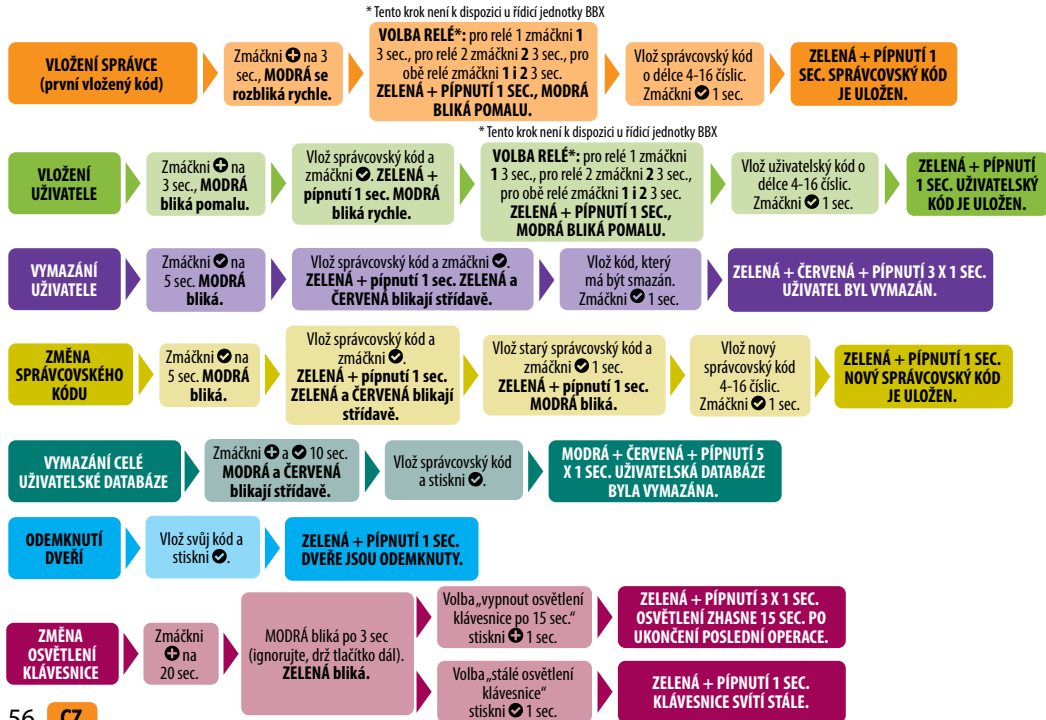 * Tento krok není k dispozici u řídicí jednotky BBX
VLOŽENÍ SPRÁVCE
(první vložený kód)
Zmáčkni ➕ na 3
sec., MODRÁ se
rozbliká rychle.
VOLBA RELÉ*: pro relé 1 zmáčkni 1
3 sec., pro relé 2 zmáčkni 2 3 sec., pro
obě relé zmáčkni 1 i 2 3 sec.
ZELENÁ + PÍPNUTÍ 1 SEC., MODRÁ
BLIKÁ POMALU.
Vlož správcovský kód
o délce 4-16 číslic.
Zmáčkni ✔ 1 sec.
ZELENÁ + PÍPNUTÍ 1
SEC. SPRÁVCOVSKÝ KÓD
JE ULOŽEN.
* Tento krok není k dispozici u řídicí jednotky BBX
VLOŽENÍ
UŽIVATELE
Zmáčkni ➕ na
3 sec., MODRÁ
bliká pomalu.
Vlož správcovský kód a
zmáčkni ✔. ZELENÁ +
pípnutí 1 sec. MODRÁ
bliká rychle.
VOLBA RELÉ*: pro relé 1 zmáčkni
1 3 sec., pro relé 2 zmáčkni 2 3 sec.,
pro obě relé zmáčkni 1 i 2 3 sec.
ZELENÁ + PÍPNUTÍ 1 SEC.,
MODRÁ BLIKÁ POMALU.
Vlož uživatelský kód o
délce 4-16 číslic.
Zmáčkni ✔ 1 sec.
ZELENÁ + PÍPNUTÍ
1 SEC. UŽIVATELSKÝ
KÓD JE ULOŽEN.
VYMAZÁNÍ
UŽIVATELE
Zmáčkni ✔ na
5 sec. MODRÁ
bliká.
Vlož správcovský kód a zmáčkni ✔.
ZELENÁ + pípnutí 1 sec. ZELENÁ a
ČERVENÁ blikají střídavě.
Vlož kód, který
má být smazán.
Zmáčkni ✔ 1 sec.
ZELENÁ + ČERVENÁ + PÍPNUTÍ 3 X 1 SEC.
UŽIVATEL BYL VYMAZÁN.
ZMĚNA
SPRÁVCOVSKÉHO
KÓDU
Zmáčkni ✔ na
5 sec. MODRÁ
bliká.
Vlož správcovský kód a
zmáčkni ✔.
ZELENÁ + pípnutí 1 sec.
ZELENÁ a ČERVENÁ blikají
střídavě.
Vlož starý správcovský kód a
zmáčkni ✔ 1 sec.
ZELENÁ + pípnutí 1 sec.
MODRÁ bliká.
Vlož nový
správcovský kód
4-16 číslic.
Zmáčkni ✔ 1 sec.
ZELENÁ + PÍPNUTÍ 1 SEC.
NOVÝ SPRÁVCOVSKÝ KÓD
JE ULOŽEN.
VYMAZÁNÍ CELÉ
UŽIVATELSKÉ DATABÁZE
Zmáčkni ➕ a ✔ 10 sec.
MODRÁ a ČERVENÁ
blikají střídavě.
Vlož správcovský kód
a stiskni ✔.
MODRÁ + ČERVENÁ + PÍPNUTÍ 5
X 1 SEC. UŽIVATELSKÁ DATABÁZE
BYLA VYMAZÁNA.
ODEMKNUTÍ
DVEŘÍ
Vlož svůj kód a
stiskni ✔.
ZELENÁ + PÍPNUTÍ 1 SEC.
DVEŘE JSOU ODEMKNUTY.
ZMĚNA
OSVĚTLENÍ
KLÁVESNICE
Zmáčkni
➕ na
20 sec.
MODRÁ bliká po 3 sec
(ignorujte, drž tlačítko dál).
ZELENÁ bliká.
Volba „vypnout osvětlení
klávesnice po 15 sec.“
stiskni ➕ 1 sec.
ZELENÁ + PÍPNUTÍ 3 X 1 SEC.
OSVĚTLENÍ ZHASNE 15 SEC. PO
UKONČENÍ POSLEDNÍ OPERACE.
Volba „stálé osvětlení
klávesnice“
stiskni ✔ 1 sec.
ZELENÁ + PÍPNUTÍ 1 SEC.
KLÁVESNICE SVÍTÍ STÁLE.
56 CZ